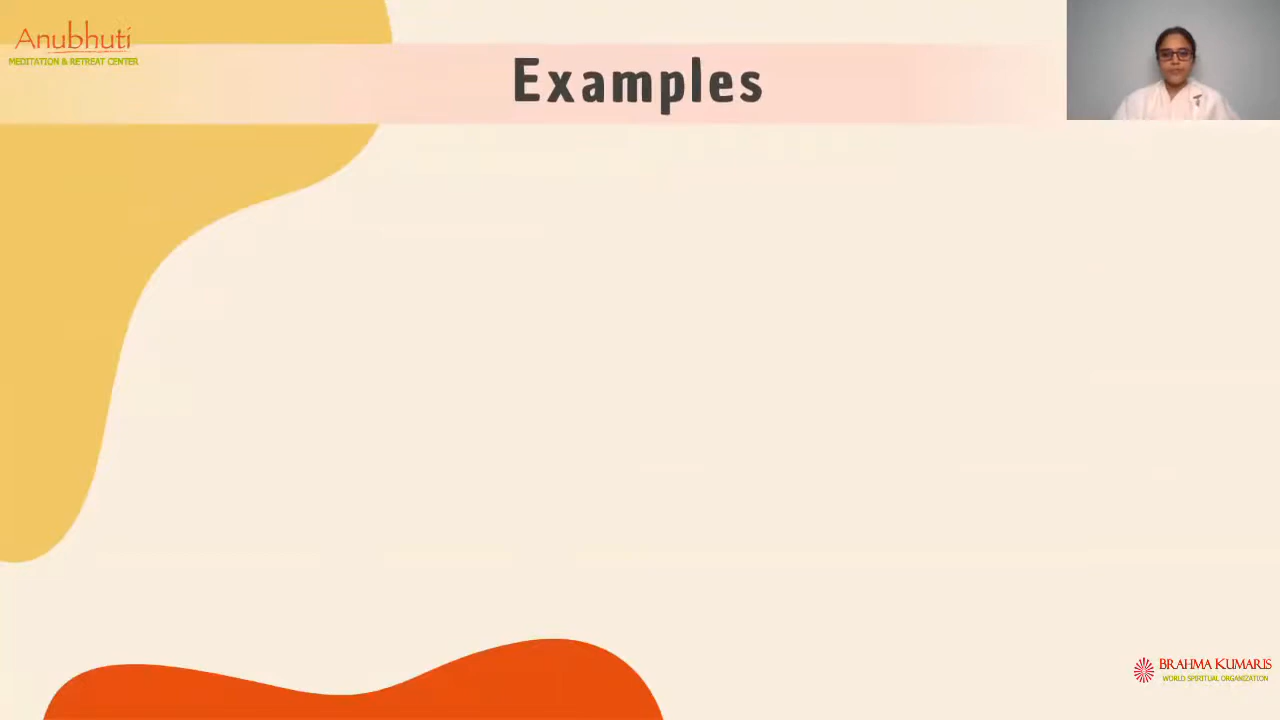 Anubhuti
MEDITATION & RETREAT CENTER
Examples
BRAHMA KUMARIS
WORLD SPIRITUAL ORGANIZATION